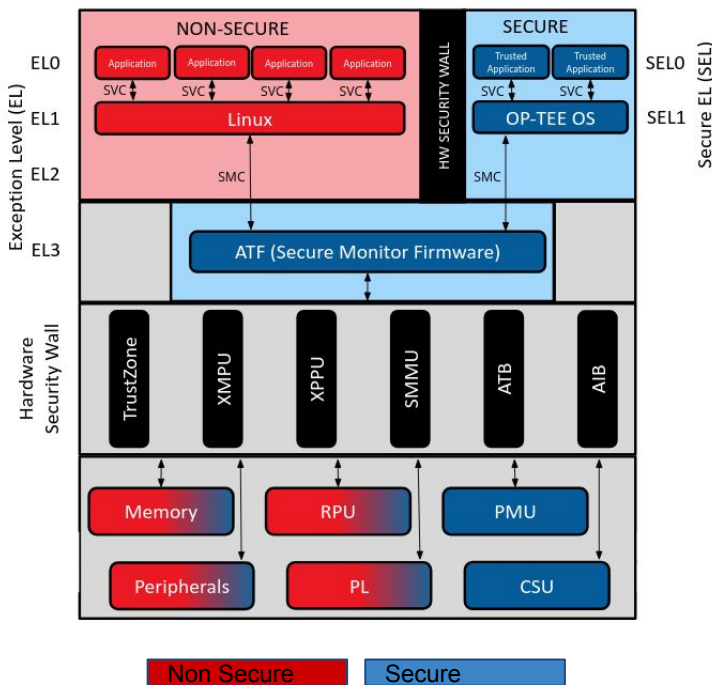 NON-SECURE
SECURE
EL0
Application
Application
Application
Application
Trusted
Application
Trusted
Application
SEL0
SVC
SVC
SVC
SVC
SVC
SVC
EL1
Linux
OP-TEE OS
SEL1
HW SECURITY WALL
Exception Level (EL)
Secure EL (SEL)
EL2
SMC
SMC
EL3
ATF (Secure Monitor Firmware)
Hardware
Security Wall
TrustZone
XMPU
XPPU
SMMU
ATB
AIB
Memory
RPU
PMU
Peripherals
PL
CSU
Non Secure
Secure